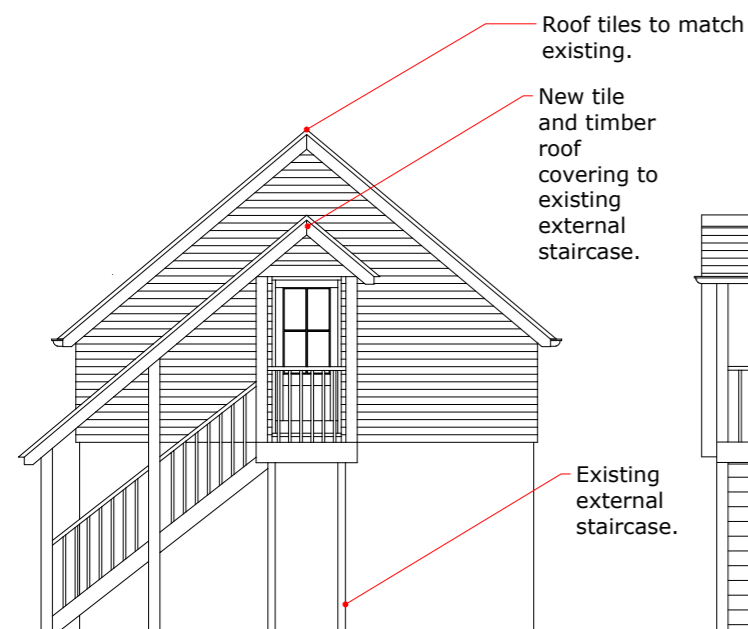 Roof tiles to match
existing.
New tile
and timber
roof
covering to
existing
external
staircase.
Existing
external
staircase.